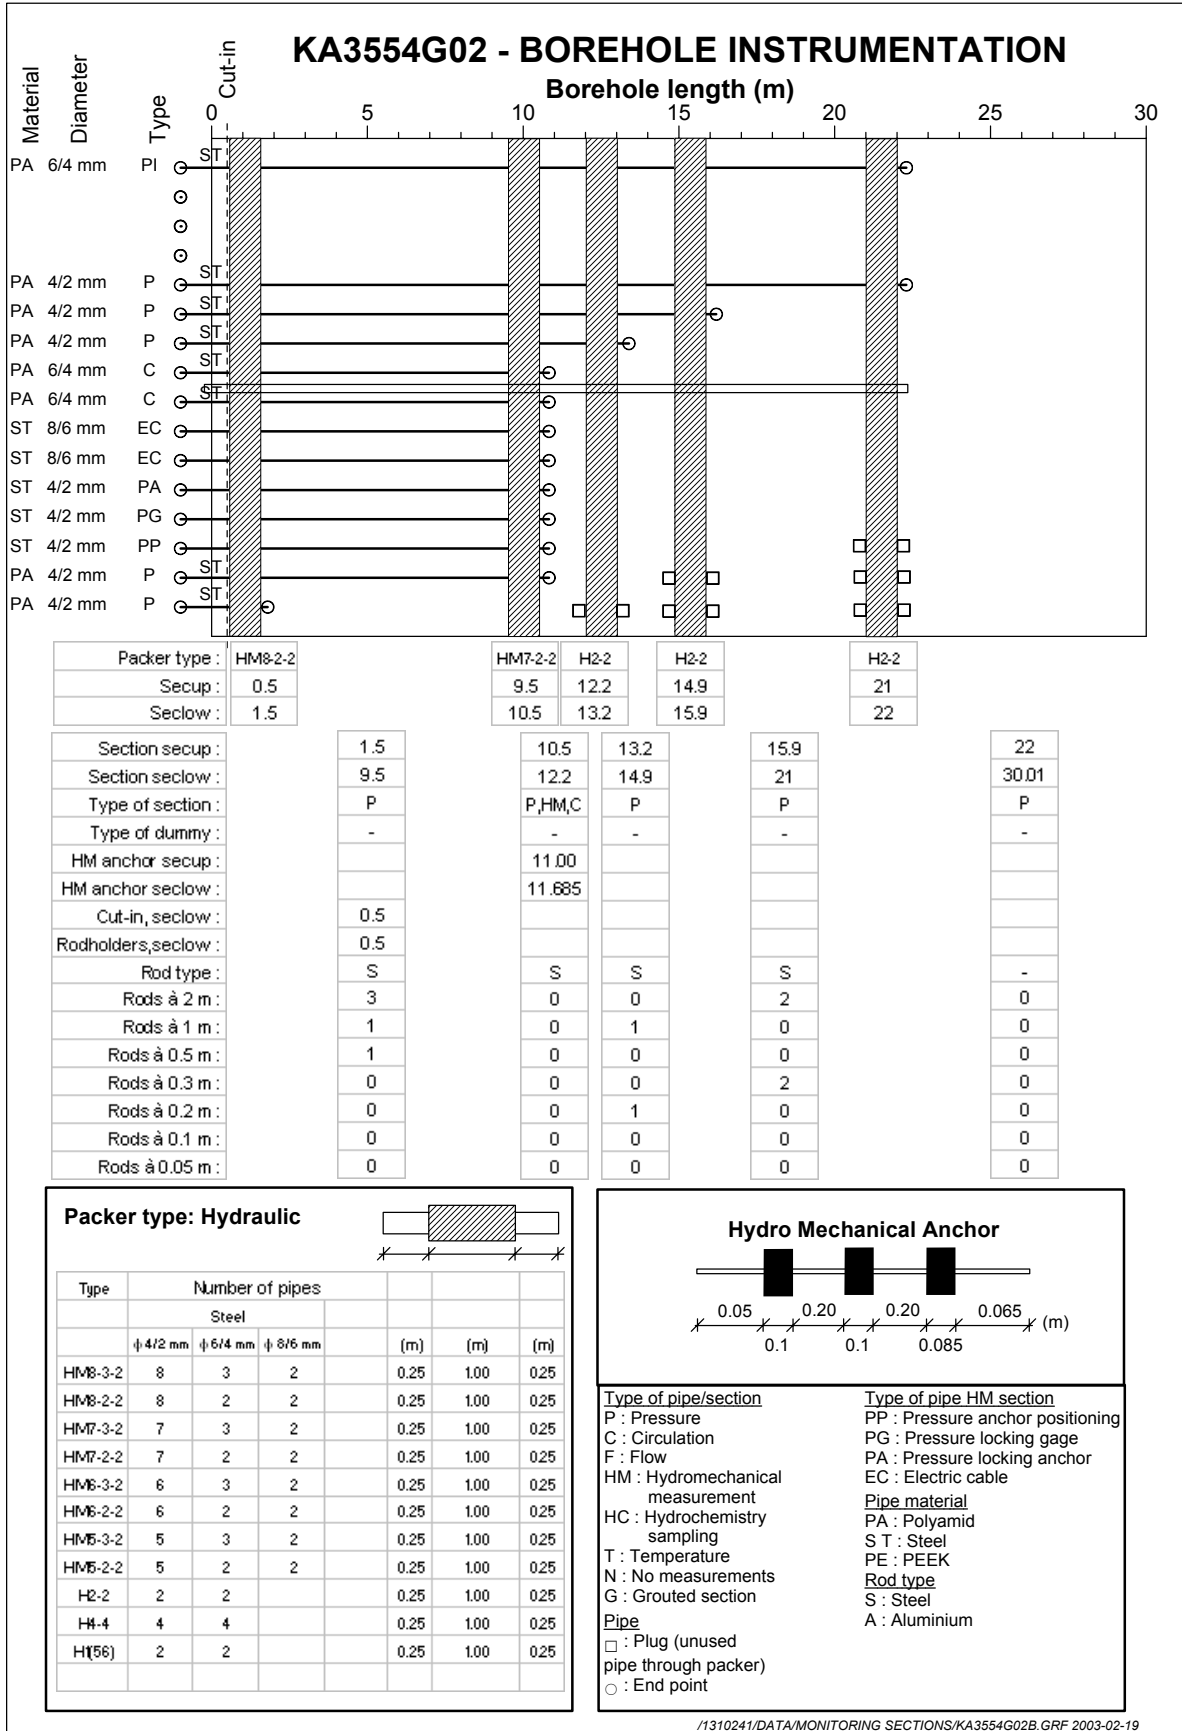 KA3554G02 - BOREHOLE INSTRUMENTATION
Borehole length (m)
Material Diameter Type Cut-in
0 5 10 15 20 25 30
PA 6/4 mm PI ST
PA 4/2 mm P ST
PA 4/2 mm P ST
PA 4/2 mm P ST
PA 6/4 mm C ST
PA 6/4 mm C ST
ST 8/6 mm EC
ST 8/6 mm EC
ST 4/2 mm PA
ST 4/2 mm PG
ST 4/2 mm PP
PA 4/2 mm P ST
PA 4/2 mm P ST
Packer type : HM8-2-2 HM7-2-2 H2-2 H2-2 H2-2
Secup : 0.5 9.5 12.2 14.9 21
Seclow : 1.5 10.5 13.2 15.9 22
Section secup : 1.5 10.5 13.2 15.9 22
Section seclow : 9.5 12.2 14.9 21 30.01
Type of section : P P,HM,C P P P
Type of dummy : - - - - -
HM anchor secup : 11.00
HM anchor seclow : 11.685
Cut-in, seclow : 0.5
Rodholders,seclow : 0.5
Rod type : S S S S -
Rods à 2 m : 3 0 0 2 0
Rods à 1 m : 1 0 1 0 0
Rods à 0.5 m : 1 0 0 0 0
Rods à 0.3 m : 0 0 0 2 0
Rods à 0.2 m : 0 0 1 0 0
Rods à 0.1 m : 0 0 0 0 0
Rods à 0.05 m : 0 0 0 0 0
Packer type: Hydraulic
Type Number of pipes
Steel
ϕ 4/2 mm ϕ 6/4 mm ϕ 8/6 mm (m) (m) (m)
HM8-3-2 8 3 2 0.25 1.00 0.25
HM8-2-2 8 2 2 0.25 1.00 0.25
HM7-3-2 7 3 2 0.25 1.00 0.25
HM7-2-2 7 2 2 0.25 1.00 0.25
HM6-3-2 6 3 2 0.25 1.00 0.25
HM6-2-2 6 2 2 0.25 1.00 0.25
HM5-3-2 5 3 2 0.25 1.00 0.25
HM5-2-2 5 2 2 0.25 1.00 0.25
H2-2 2 2 0.25 1.00 0.25
H4-4 4 4 0.25 1.00 0.25
H1(56) 2 2 0.25 1.00 0.25
Hydro Mechanical Anchor
0.05 0.20 0.20 0.065 (m)
0.1 0.1 0.085
Type of pipe/section
P : Pressure
C : Circulation
F : Flow
HM : Hydromechanical
measurement
HC : Hydrochemistry
sampling
T : Temperature
N : No measurements
G : Grouted section
Pipe
□ : Plug (unused
pipe through packer)
○ : End point
Type of pipe HM section
PP : Pressure anchor positioning
PG : Pressure locking gage
PA : Pressure locking anchor
EC : Electric cable
Pipe material
PA : Polyamid
S T : Steel
PE : PEEK
Rod type
S : Steel
A : Aluminium
/1310241/DATA/MONITORING SECTIONS/KA3554G02B.GRF 2003-02-19